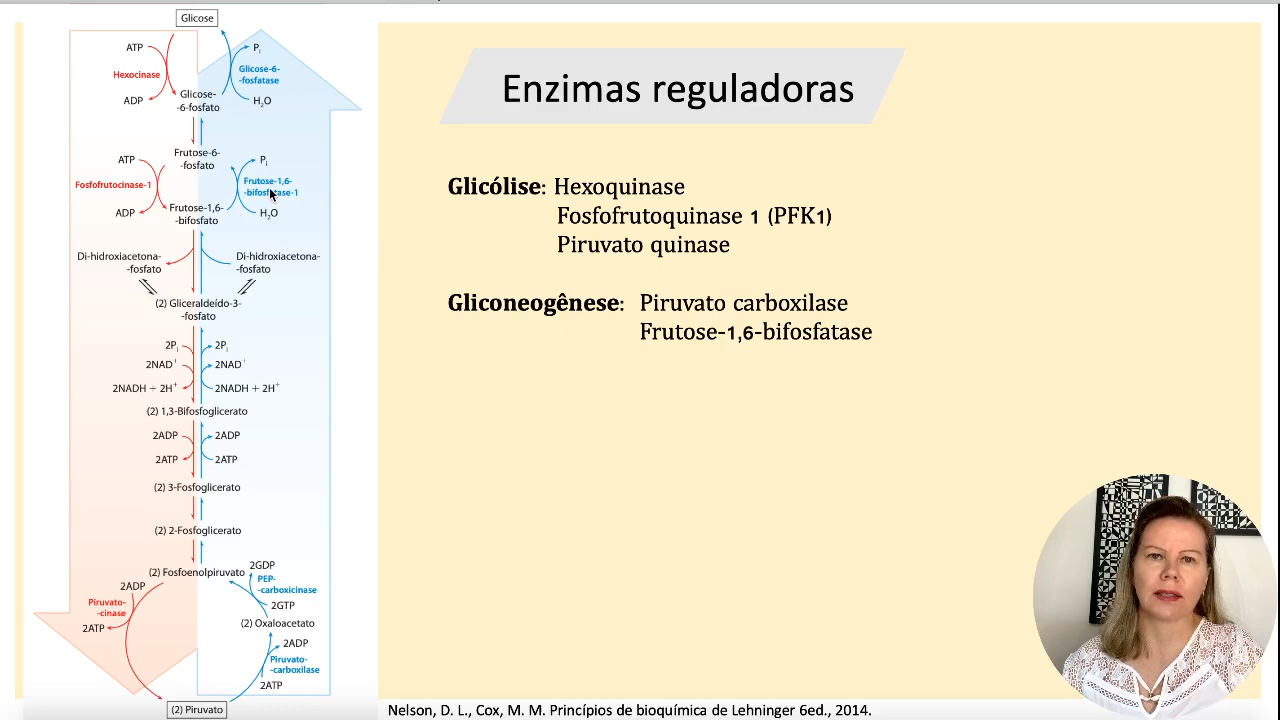 Glicose
ATP
Pi
Hexocinase
Glicose-6-
-fosfatase
ADP
Glicose-
-6-fosfato
H2O
ATP
Frutose-6-
-fosfato
Pi
Fosfofrutocinase-1
Frutose-1,6-
-bifosfatase-1
ADP
Frutose-1,6-
-bifosfato
H2O
Di-hidroxiacetona-
-fosfato
Di-hidroxiacetona-
-fosfato
(2) Gliceraldeído-3-
-fosfato
2Pi
2Pi
2NAD+
2NAD+
2NADH + 2H+
2NADH + 2H+
(2) 1,3-Bifosfoglicerato
2ADP
2ADP
2ATP
2ATP
(2) 3-Fosfoglicerato
(2) 2-Fosfoglicerato
(2) Fosfoenolpiruvato
2GDP
2ADP
PEP-
-carboxicinase
Piruvato-
-cinase
2GTP
2ATP
(2) Oxaloacetato
2ADP
Piruvato-
-carboxilase
2ATP
(2) Piruvato
Enzimas reguladoras
Glicólise: Hexoquinase
Fosfofrutoquinase 1 (PFK1)
Piruvato quinase
Gliconeogênese: Piruvato carboxilase
Frutose-1,6-bifosfatase
Nelson, D. L., Cox, M. M. Princípios de bioquímica de Lehninger 6ed., 2014.